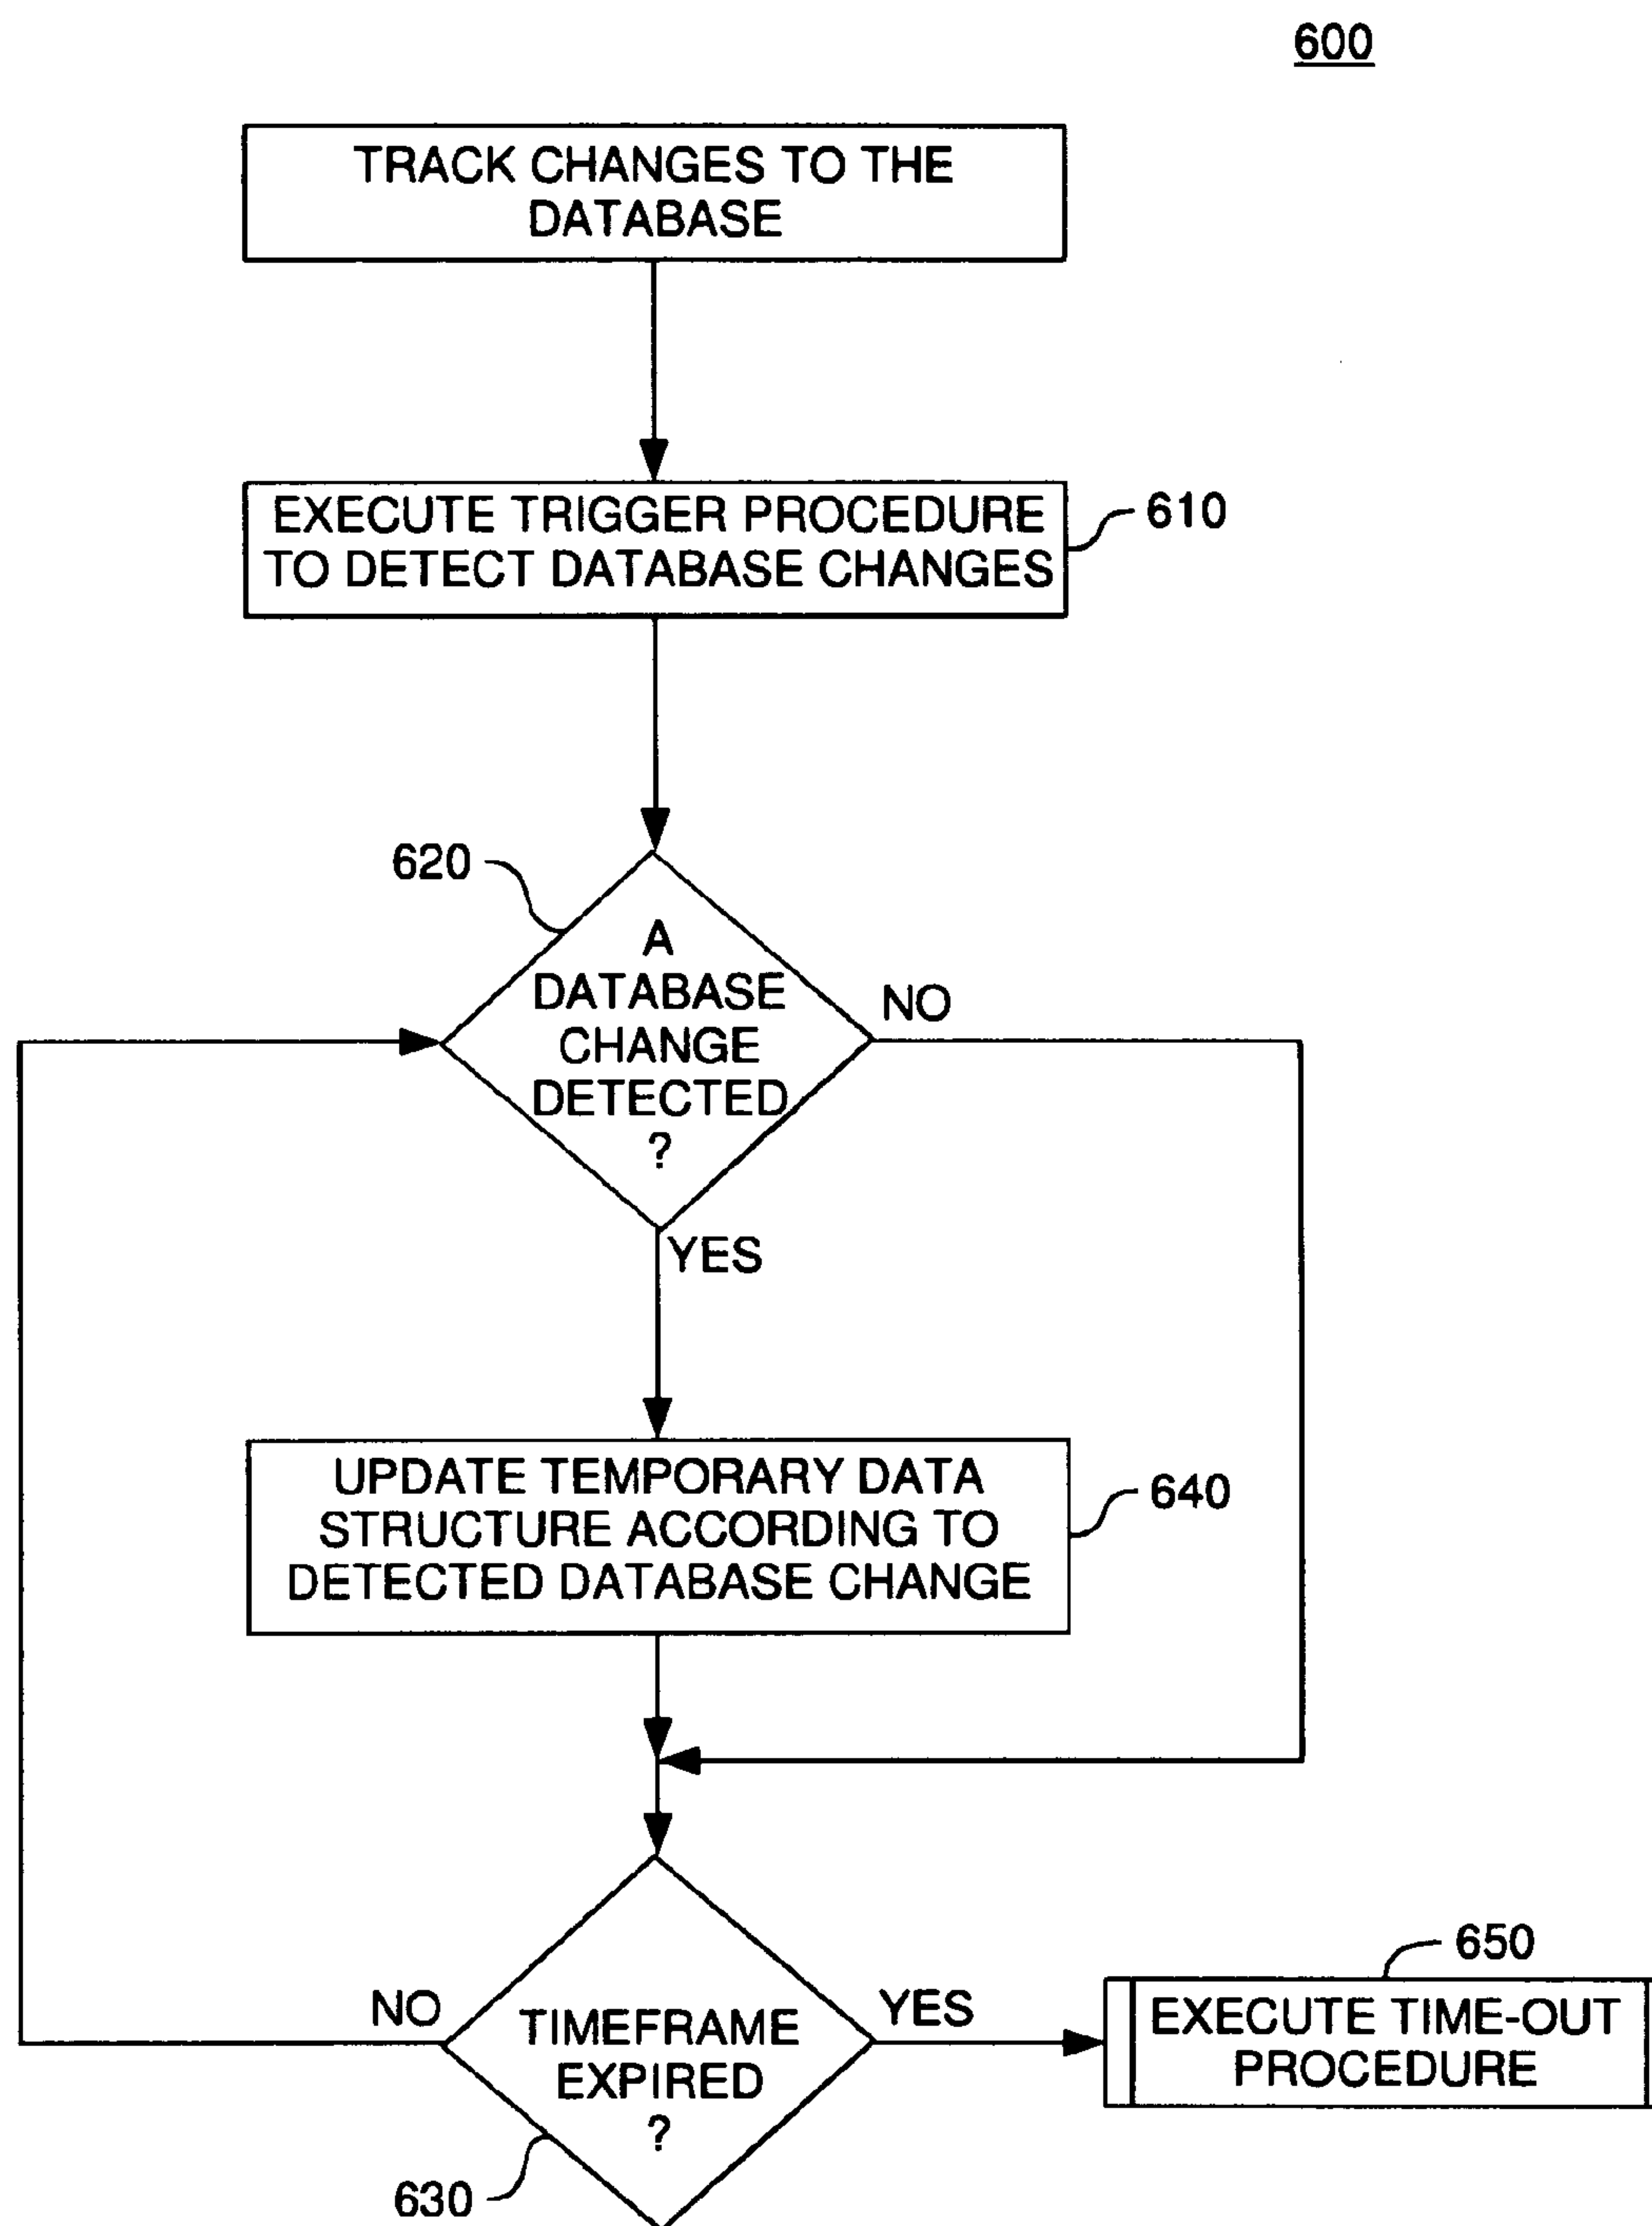 600
TRACK CHANGES TO THE
DATABASE
EXECUTE TRIGGER PROCEDURE
TO DETECT DATABASE CHANGES
610
620
A
DATABASE
CHANGE
DETECTED
?
NO
YES
UPDATE TEMPORARY DATA
STRUCTURE ACCORDING TO
DETECTED DATABASE CHANGE
640
NO
TIMEFRAME
EXPIRED
?
YES
650
EXECUTE TIME-OUT
PROCEDURE
630